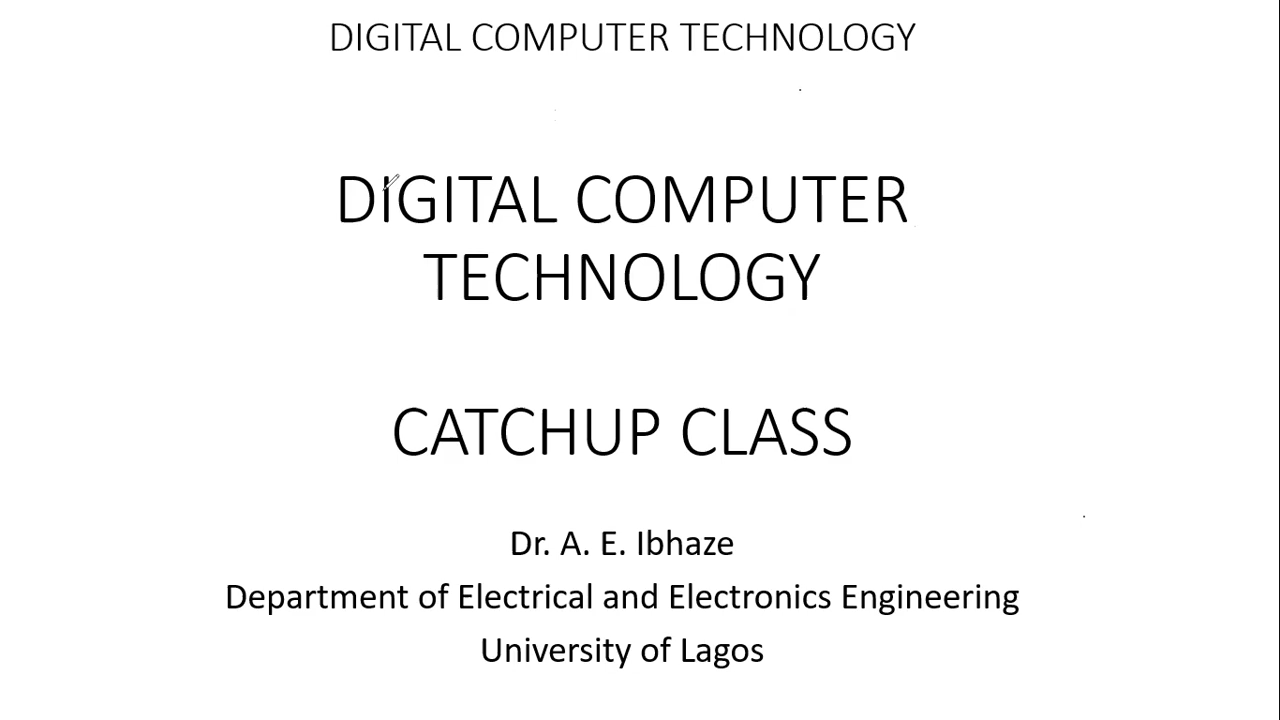 DIGITAL COMPUTER TECHNOLOGY
DIGITAL COMPUTER
TECHNOLOGY
CATCHUP CLASS
Dr. A. E. Ibhaze
Department of Electrical and Electronics Engineering
University of Lagos